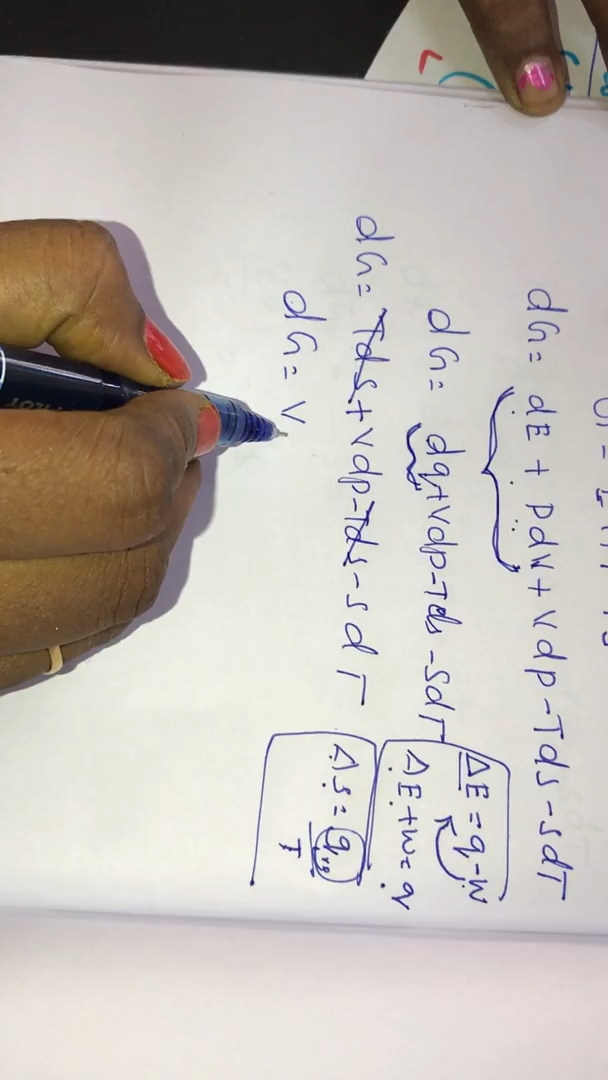 dG = dE + Pdv + vdp - Tds - sdT
dG = dq + vdp - Tds - sdT
dG = Tds + vdp - Tds - sdT
dG = v
ΔE = q - w
ΔE + w = q
ΔS = q rev / T